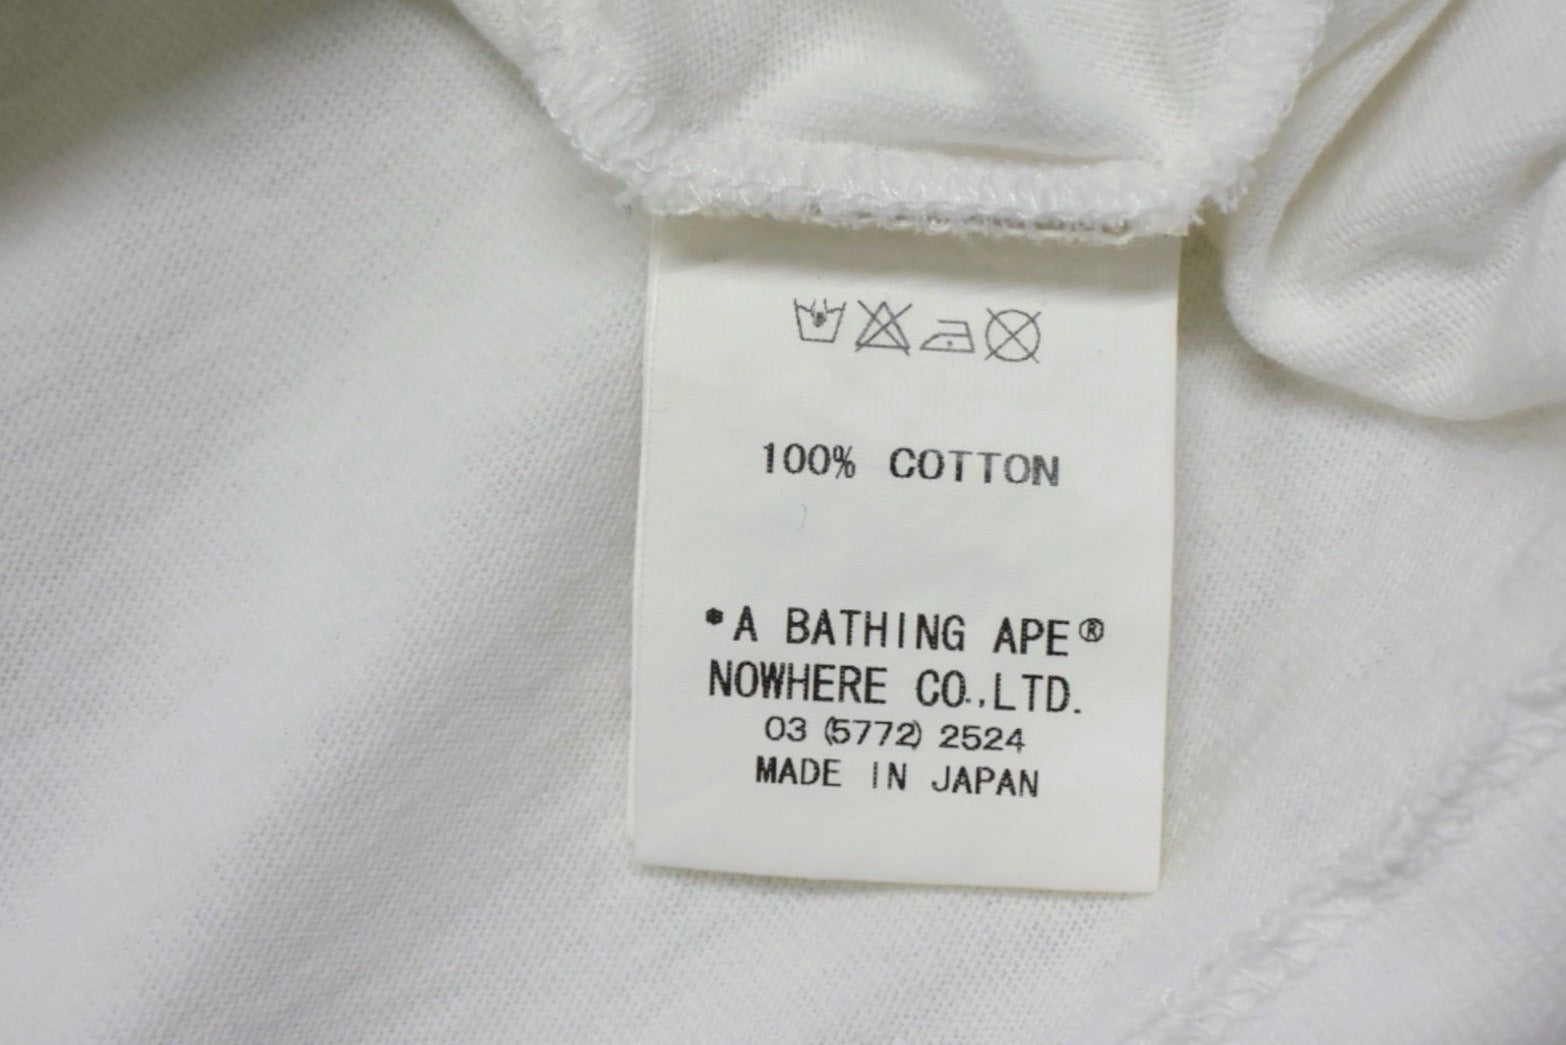 100% COTTON
*A BATHING APE®
NOWHERE CO.,LTD.
03 (5772) 2524
MADE IN JAPAN